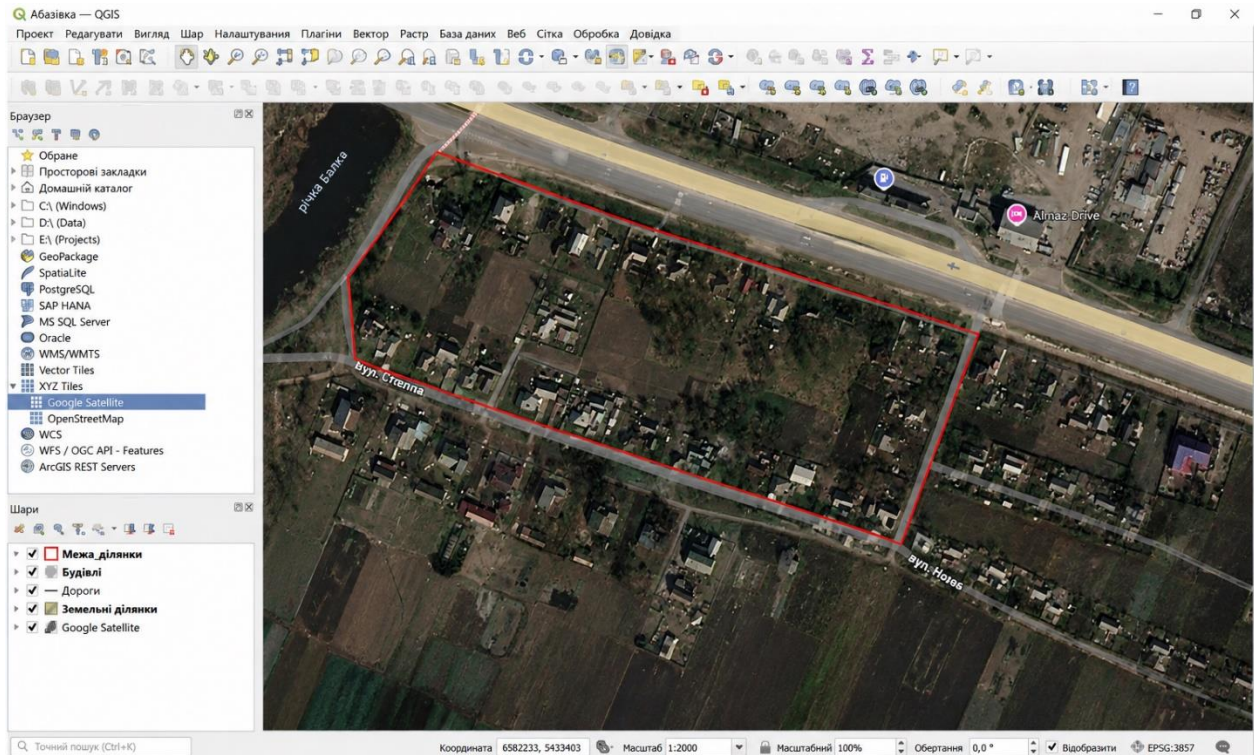 Абазівка — QGIS
Проект Редагувати Вигляд Шар Налаштування Плагіни Вектор Растр База даних Веб Сітка Обробка Довідка
Браузер
Обране
Просторові закладки
Домашній каталог
C:\ (Windows)
D:\ (Data)
E:\ (Projects)
GeoPackage
SpatiaLite
PostgreSQL
SAP HANA
MS SQL Server
Oracle
WMS/WMTS
Vector Tiles
XYZ Tiles
Google Satellite
OpenStreetMap
WCS
WFS / OGC API - Features
ArcGIS REST Servers
Шари
Межа_ділянки
Будівлі
Дороги
Земельні ділянки
Google Satellite
річка Балка
Almaz Drive
вул. Степпа
вул. Ноrев
Точний пошук (Ctrl+K)
Координата 6582233, 5433403 Масштаб 1:2000 Масштабний 100% Обертання 0,0 ° Відобразити EPSG:3857